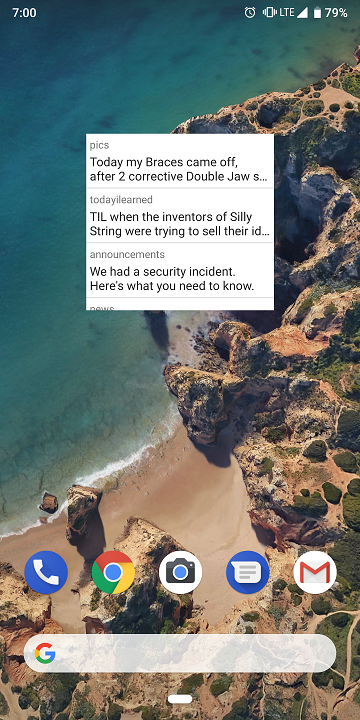 7:00
LTE 79%
pics
Today my Braces came off,
after 2 corrective Double Jaw s...
todayilearned
TIL when the inventors of Silly
String were trying to sell their id...
announcements
We had a security incident.
Here's what you need to know.
news